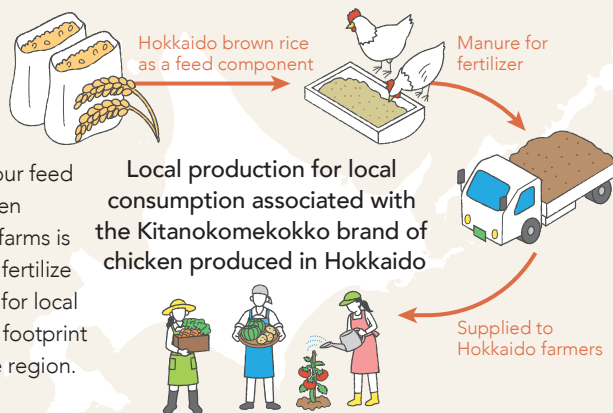 Hokkaido brown rice
as a feed component
Manure for
fertilizer
our feed
en
farms is
fertilize
for local
footprint
e region.
Local production for local
consumption associated with
the Kitanokomekokko brand of
chicken produced in Hokkaido
Supplied to
Hokkaido farmers